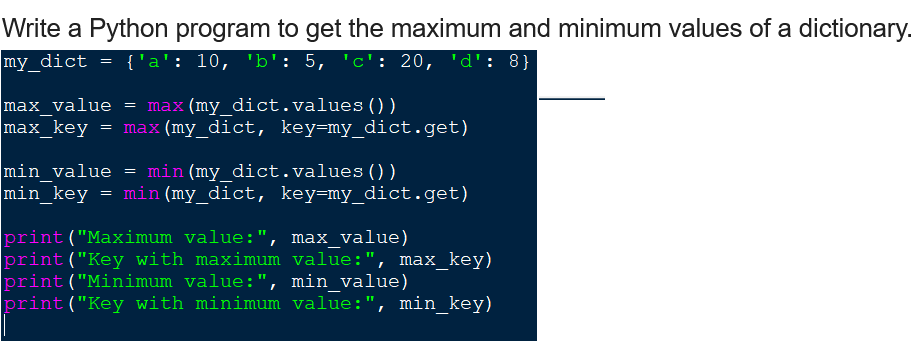 Write a Python program to get the maximum and minimum values of a dictionary.
my_dict = {'a': 10, 'b': 5, 'c': 20, 'd': 8}
max_value = max(my_dict.values())
max_key = max(my_dict, key=my_dict.get)
min_value = min(my_dict.values())
min_key = min(my_dict, key=my_dict.get)
print("Maximum value:", max_value)
print("Key with maximum value:", max_key)
print("Minimum value:", min_value)
print("Key with minimum value:", min_key)